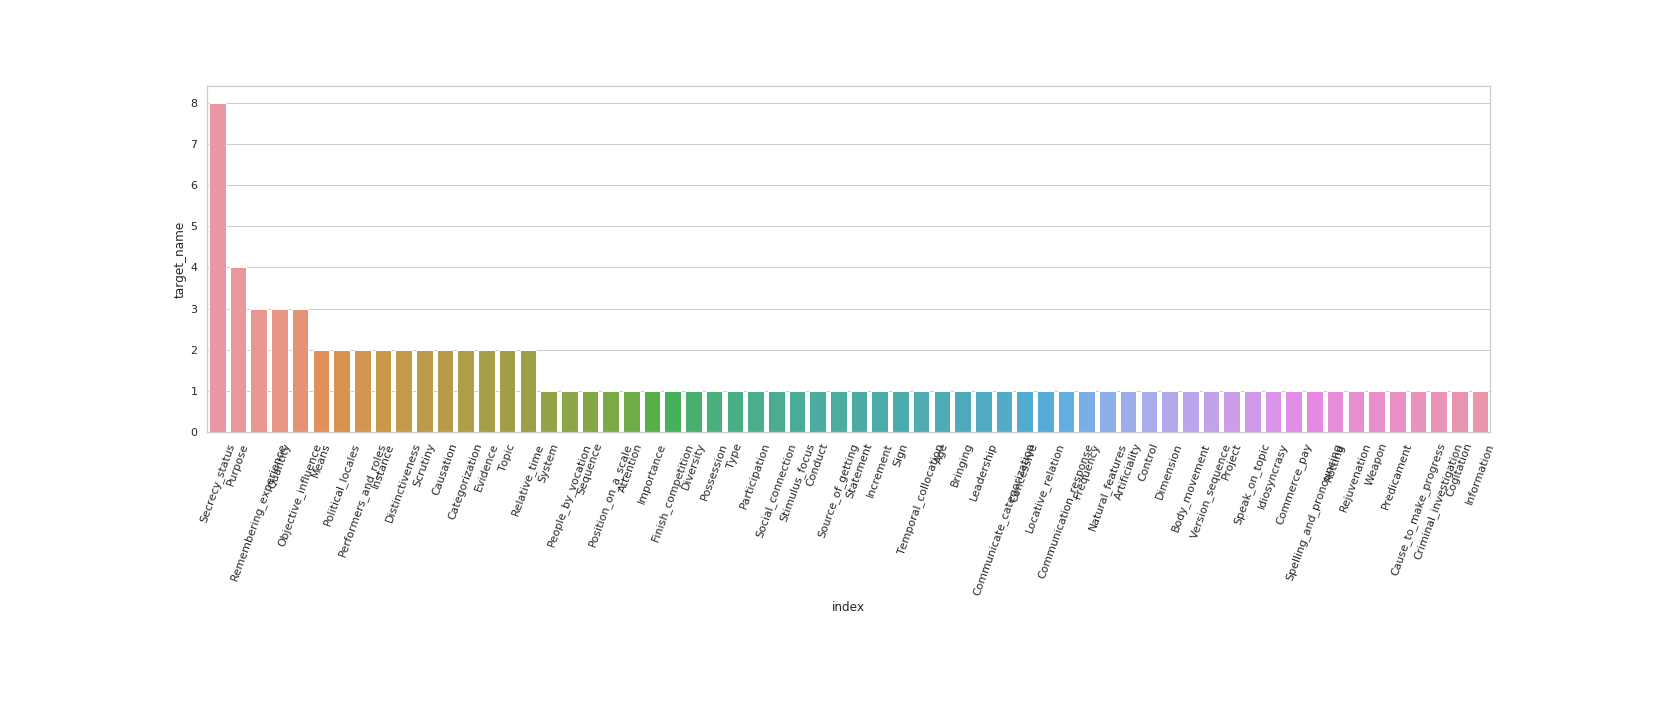 8
7
6
5
4
3
2
1
0
target_name
Secrecy_status
Purpose
Remembering_experience
Quantity
Objective_influence
Means
Political_locales
Performers_and_roles
Instance
Distinctiveness
Scrutiny
Causation
Categorization
Evidence
Topic
Relative_time
System
People_by_vocation
Sequence
Position_on_a_scale
Attention
Importance
Finish_competition
Diversity
Possession
Type
Participation
Social_connection
Stimulus_focus
Conduct
Source_of_getting
Statement
Increment
Sign
Temporal_collocation
Age
Bringing
Leadership
Communicate_categorization
Concessive
Locative_relation
Communication_response
Frequency
Natural_features
Artificiality
Control
Dimension
Body_movement
Version_sequence
Project
Speak_on_topic
Idiosyncrasy
Commerce_pay
Spelling_and_pronouncing
Rotting
Rejuvenation
Weapon
Predicament
Cause_to_make_progress
Criminal_investigation
Cogitation
Information
index